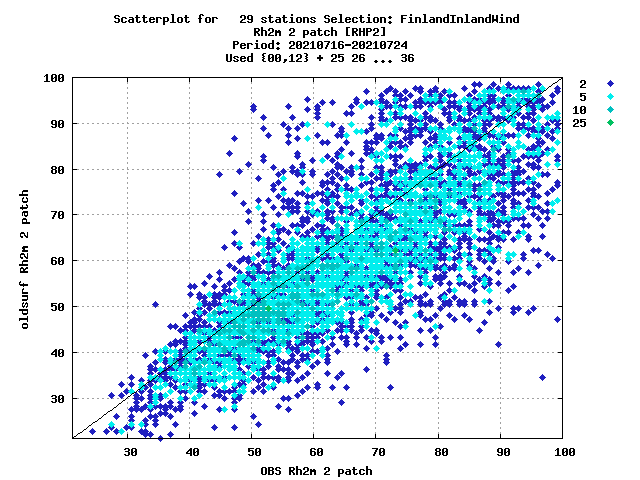 Scatterplot for   29 stations Selection: FinlandInlandWind
Rh2m 2 patch [RHP2]
Period: 20210716-20210724
Used {00,12} + 25 26 ... 36
2
5
10
25
100
90
80
70
60
50
40
30
oldsurf Rh2m 2 patch
30 40 50 60 70 80 90 100
OBS Rh2m 2 patch